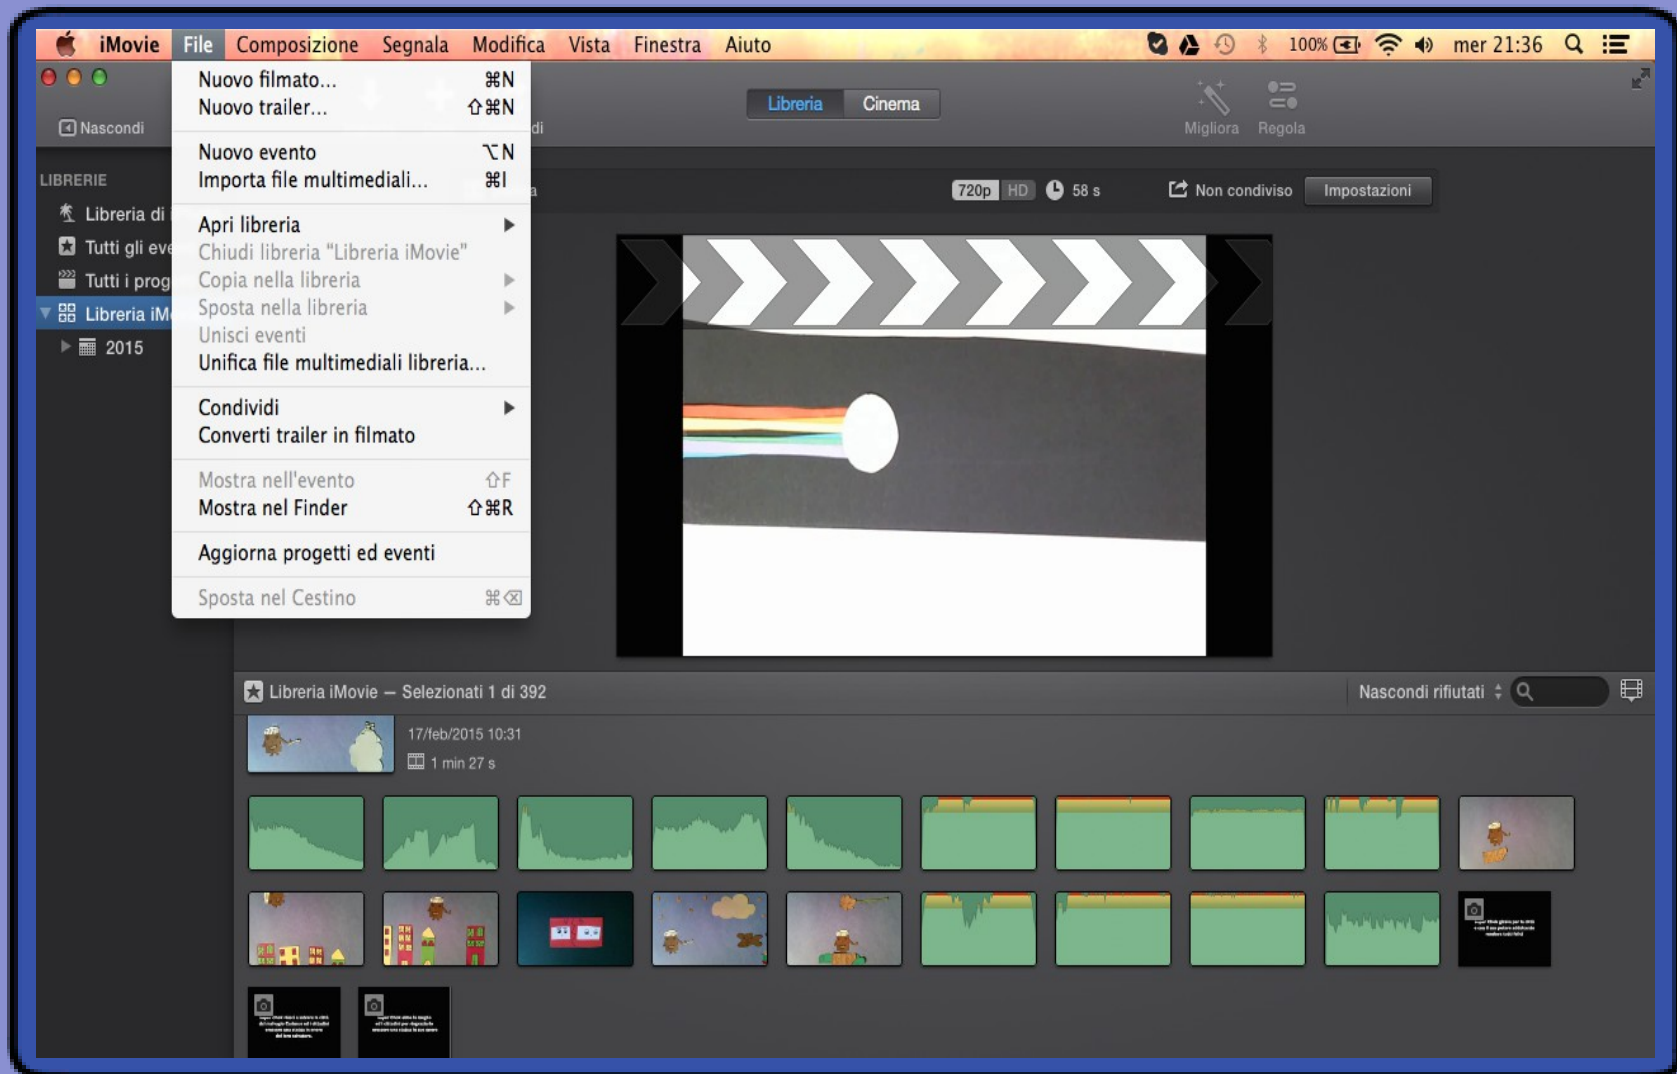 iMovie File Composizione Segnala Modifica Vista Finestra Aiuto 100% mer 21:36
Nuovo filmato... ⌘N
Nuovo trailer... ⇧⌘N
Nuovo evento ⌥N
Importa file multimediali... ⌘I
Apri libreria
Chiudi libreria "Libreria iMovie"
Copia nella libreria
Sposta nella libreria
Unisci eventi
Unifica file multimediali libreria...
Condividi
Converti trailer in filmato
Mostra nell'evento ⇧F
Mostra nel Finder ⇧⌘R
Aggiorna progetti ed eventi
Sposta nel Cestino ⌘⌫
Nascondi
di
Libreria Cinema
Migliora Regola
LIBRERIE
Libreria di i
Tutti gli eve
Tutti i prog
Libreria iM
2015
a
720p HD 58 s Non condiviso Impostazioni
Libreria iMovie – Selezionati 1 di 392 Nascondi rifiutati
17/feb/2015 10:31
1 min 27 s